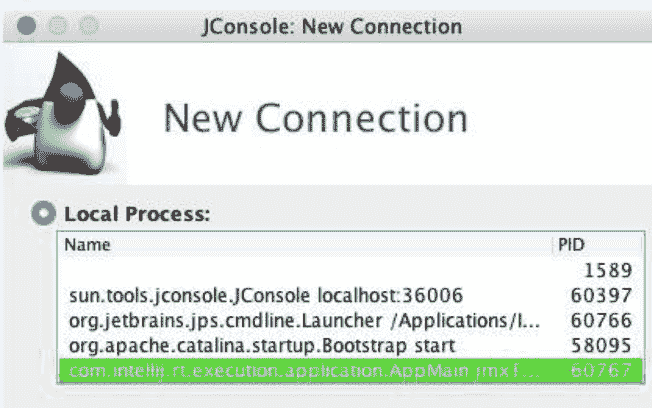 JConsole: New Connection
New Connection
Local Process:
Name PID
1589
sun.tools.jconsole.JConsole localhost:36006 60397
org.jetbrains.jps.cmdline.Launcher /Applications/I... 60766
org.apache.catalina.startup.Bootstrap start 58095
com.intellij.rt.execution.application.AppMain jmx.f... 60767